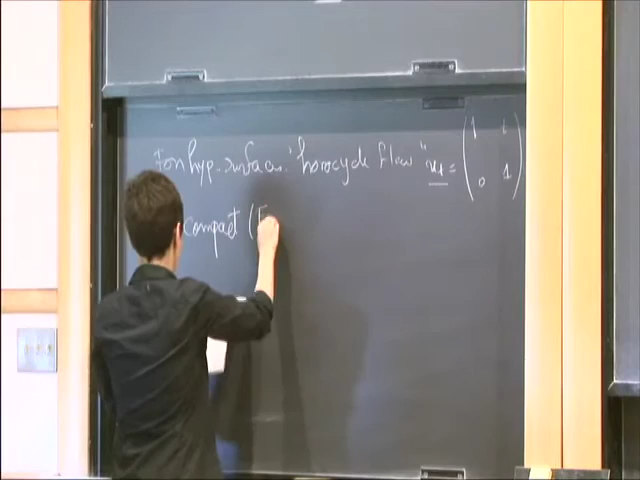 For hyp. surfaces "horocycle flow" u_t = ( 1 t
0 1 )
compact (F